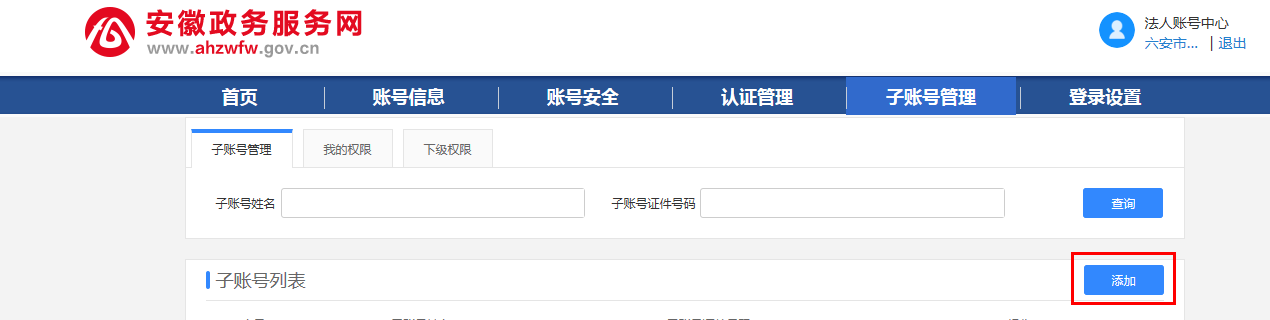 安徽政务服务网
www.ahzwfw.gov.cn
法人账号中心
六安市... | 退出
首页 账号信息 账号安全 认证管理 子账号管理 登录设置
子账号管理 我的权限 下级权限
子账号姓名 子账号证件号码 查询
子账号列表 添加